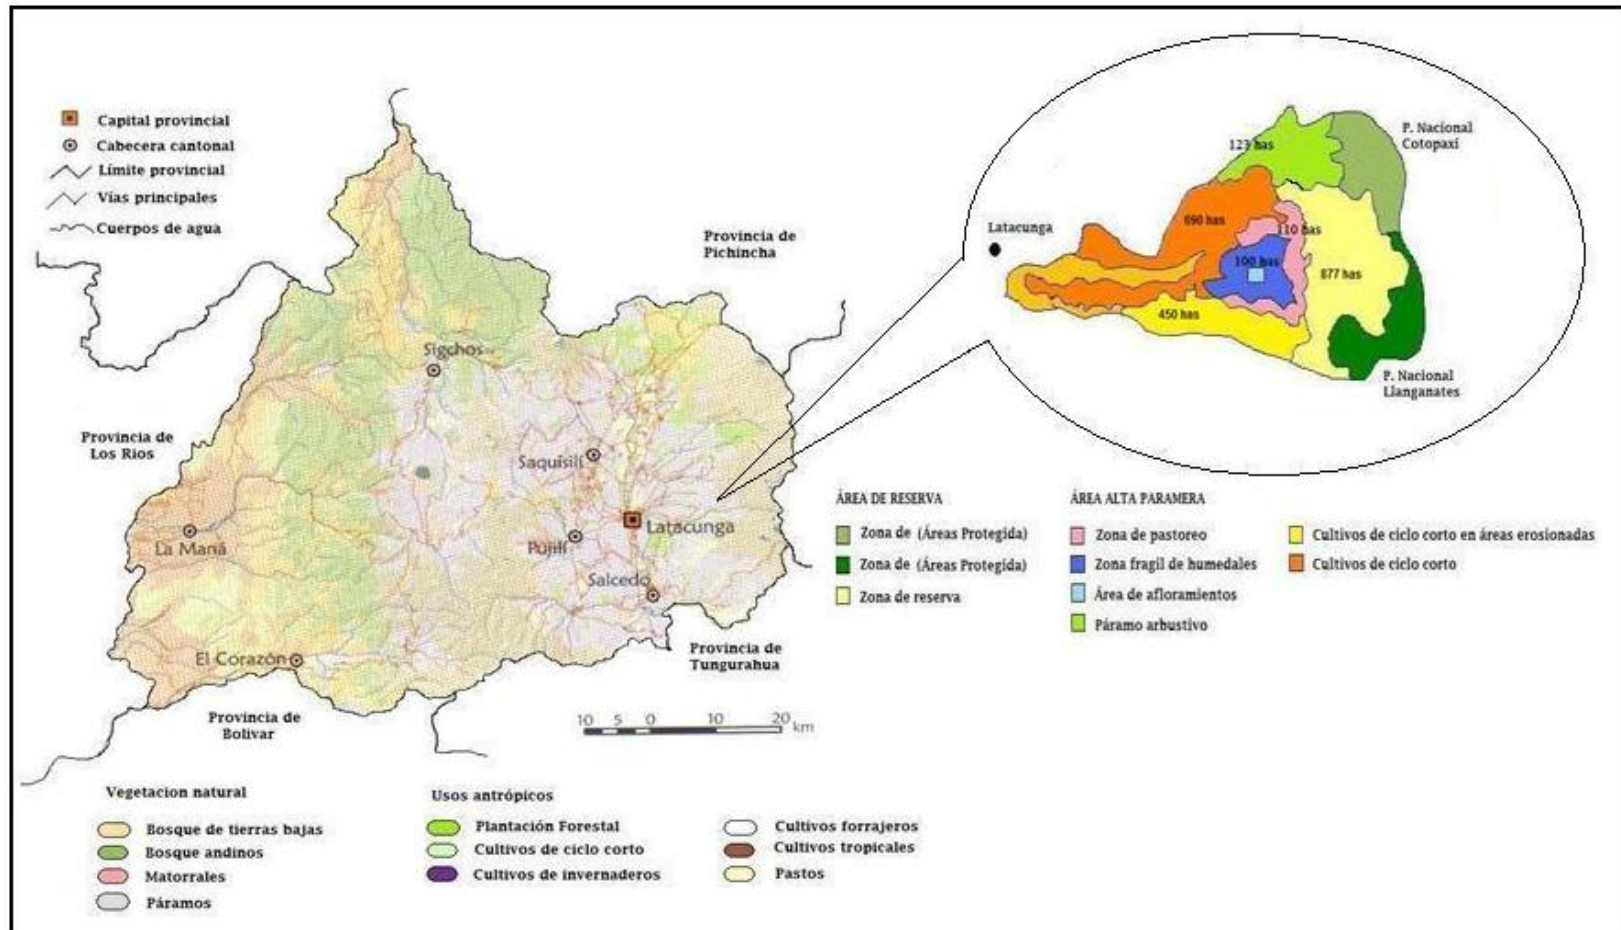 Capital provincial
Cabecera cantonal
Límite provincial
Vías principales
Cuerpos de agua
Provincia de
Pichincha
Provincia de
Los Rios
Provincia de
Tungurahua
Provincia de
Bolivar
Sigchos
Saquisilí
Latacunga
Pujilí
La Maná
Salcedo
El Corazón
10 5 0 10 20 km
Latacunga
P. Nacional
Cotopaxi
123 has
690 has
110 has
100 has
877 has
450 has
P. Nacional
Llanganates
ÁREA DE RESERVA
Zona de (Áreas Protegida)
Zona de (Áreas Protegida)
Zona de reserva
ÁREA ALTA PARAMERA
Zona de pastoreo
Zona fragil de humedales
Área de afloramientos
Páramo arbustivo
Cultivos de ciclo corto en áreas erosionadas
Cultivos de ciclo corto
Vegetacion natural
Bosque de tierras bajas
Bosque andinos
Matorrales
Páramos
Usos antrópicos
Plantación Forestal
Cultivos de ciclo corto
Cultivos de invernaderos
Cultivos forrajeros
Cultivos tropicales
Pastos